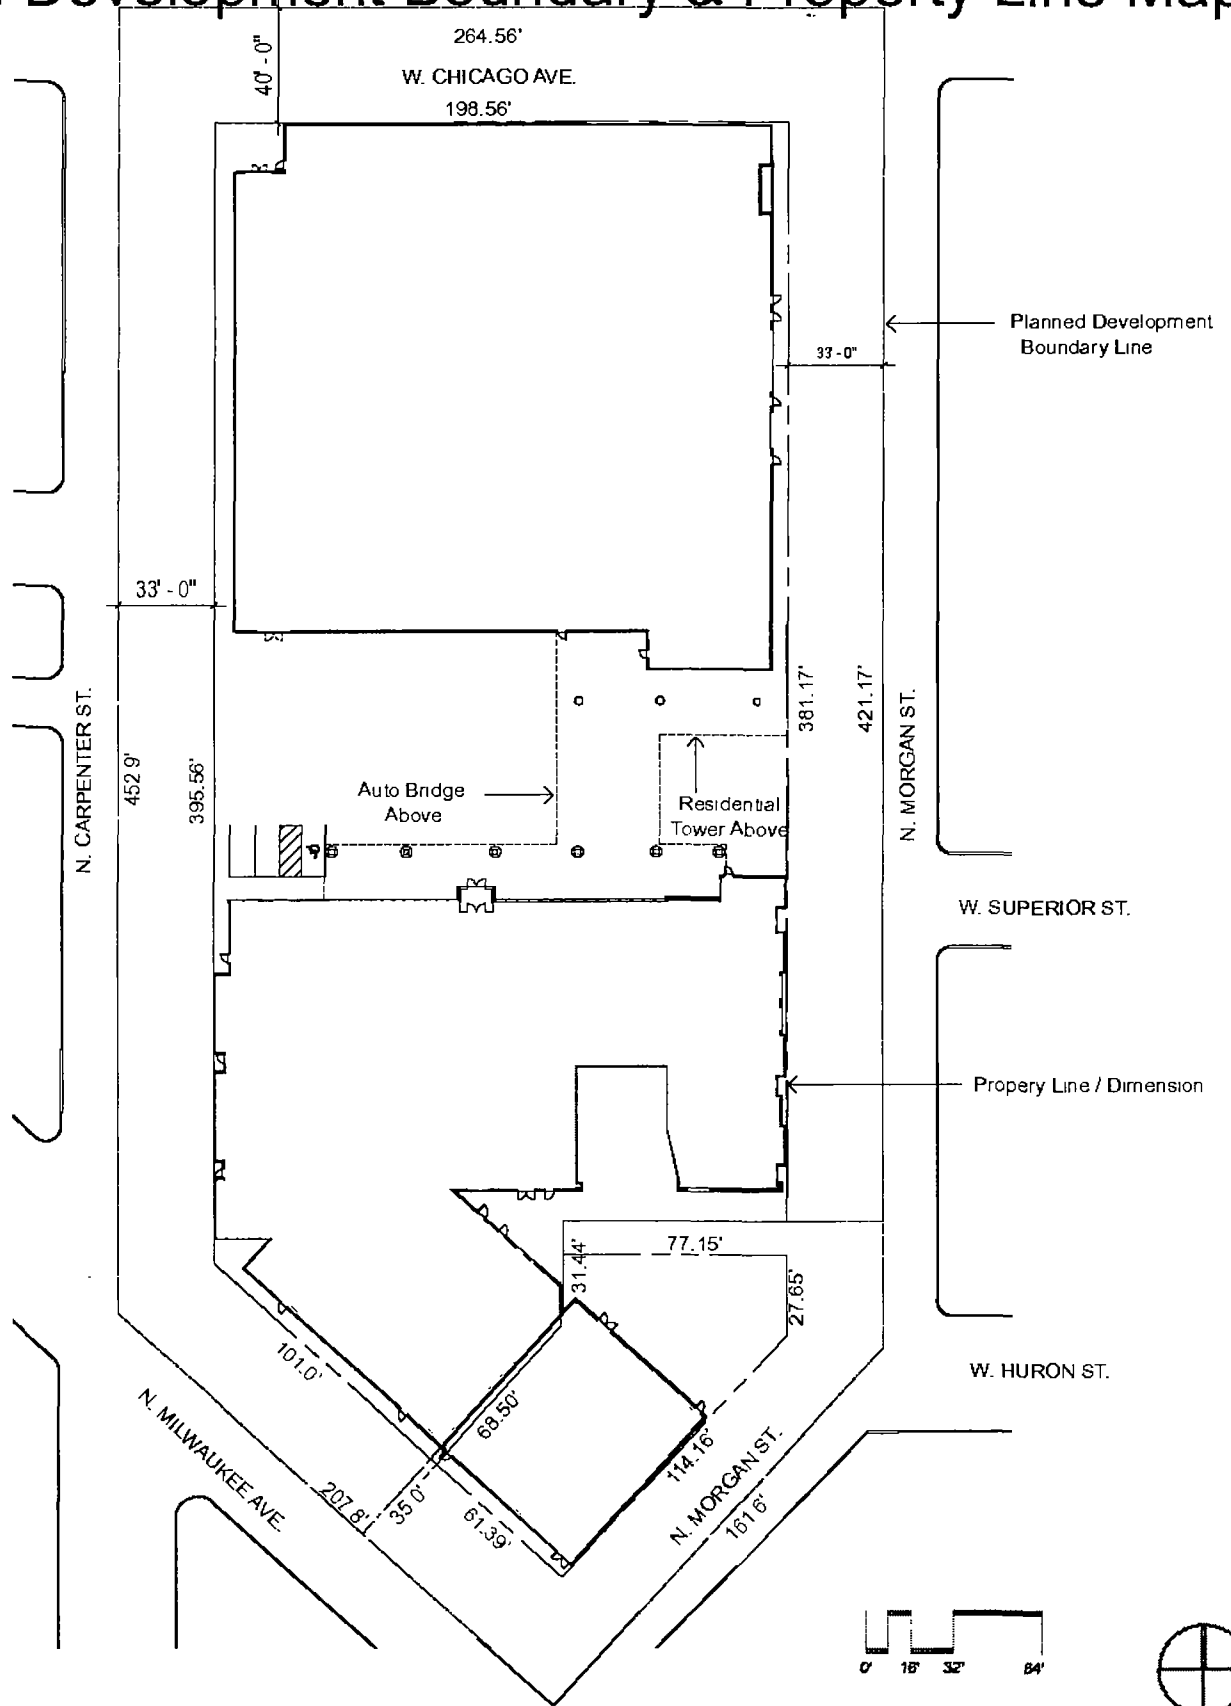 Development Boundary & Property Line Map
264.56'
40' - 0"
W. CHICAGO AVE.
198.56'
Planned Development
Boundary Line
33'-0"
33' - 0"
N. CARPENTER ST.
452 9'
395.56'
381.17'
421.17'
N. MORGAN ST.
Auto Bridge
Above
Residential
Tower Above
W. SUPERIOR ST.
Propery Line / Dimension
77.15'
31.44'
27.65'
101.0'
W. HURON ST.
N. MILWAUKEE AVE.
68.50'
114.16'
N. MORGAN ST.
207 8'
35 0'
61.39'
161 6'
0' 16' 32' 64'